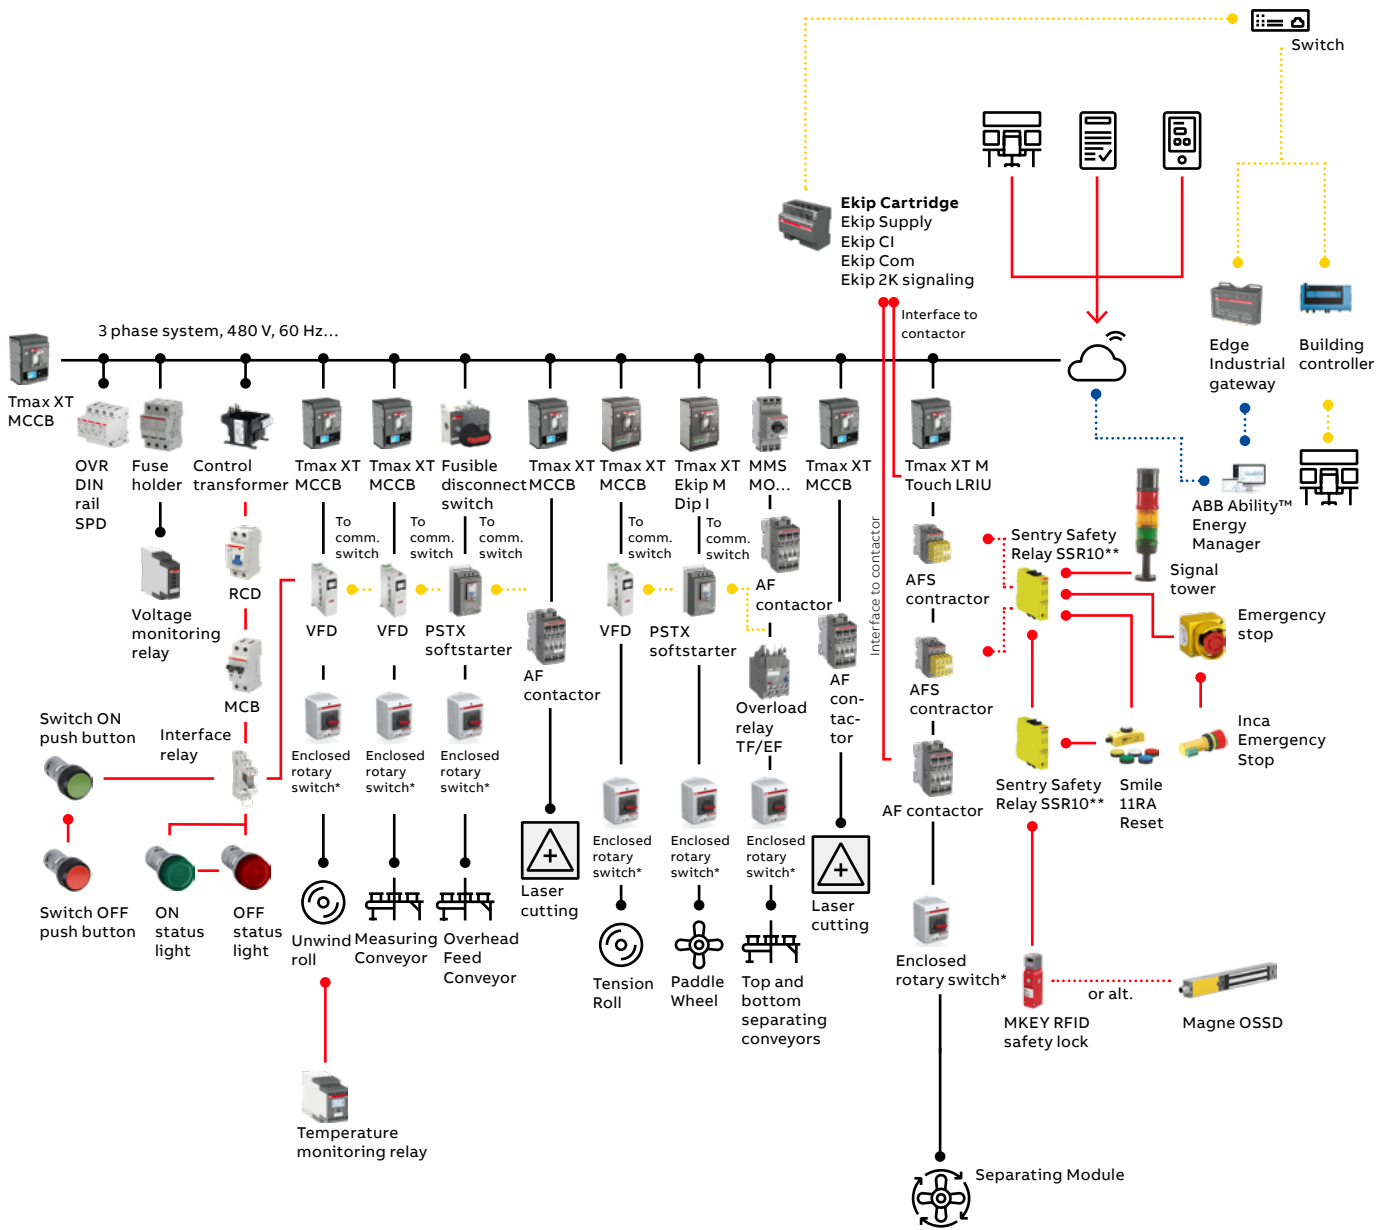 Switch
Ekip Cartridge
Ekip Supply
Ekip CI
Ekip Com
Ekip 2K signaling
Interface to
contactor
3 phase system, 480 V, 60 Hz...
Edge
Industrial
gateway
Building
controller
Tmax XT
MCCB
OVR
DIN
rail
SPD
Fuse
holder
Control
transformer
Tmax XT
MCCB
Tmax XT
MCCB
Fusible
disconnect
switch
Tmax XT
MCCB
Tmax XT
MCCB
Tmax XT
Ekip M
Dip I
MMS
MO...
Tmax XT
MCCB
Tmax XT M
Touch LRIU
ABB Ability™
Energy
Manager
To
comm.
switch
To
comm.
switch
To
comm.
switch
To
comm.
switch
To
comm.
switch
Interface to contactor
Sentry Safety
Relay SSR10**
Signal
tower
Emergency
stop
RCD
Voltage
monitoring
relay
VFD
VFD
PSTX
softstarter
AF
contactor
VFD
PSTX
softstarter
AF
contactor
AF
con-
tac-
tor
AFS
contractor
AFS
contractor
MCB
Overload
relay
TF/EF
Switch ON
push button
Interface
relay
Enclosed
rotary
switch*
Enclosed
rotary
switch*
Enclosed
rotary
switch*
Inca
Emergency
Stop
Sentry Safety
Relay SSR10**
Smile
11RA
Reset
AF contactor
Enclosed
rotary
switch*
Enclosed
rotary
switch*
Enclosed
rotary
switch*
Switch OFF
push button
ON
status
light
OFF
status
light
Laser
cutting
Laser
cutting
Unwind
roll
Measuring
Conveyor
Overhead
Feed
Conveyor
Tension
Roll
Paddle
Wheel
Top and
bottom
separating
conveyors
Enclosed
rotary switch*
or alt.
MKEY RFID
safety lock
Magne OSSD
Temperature
monitoring relay
Separating Module